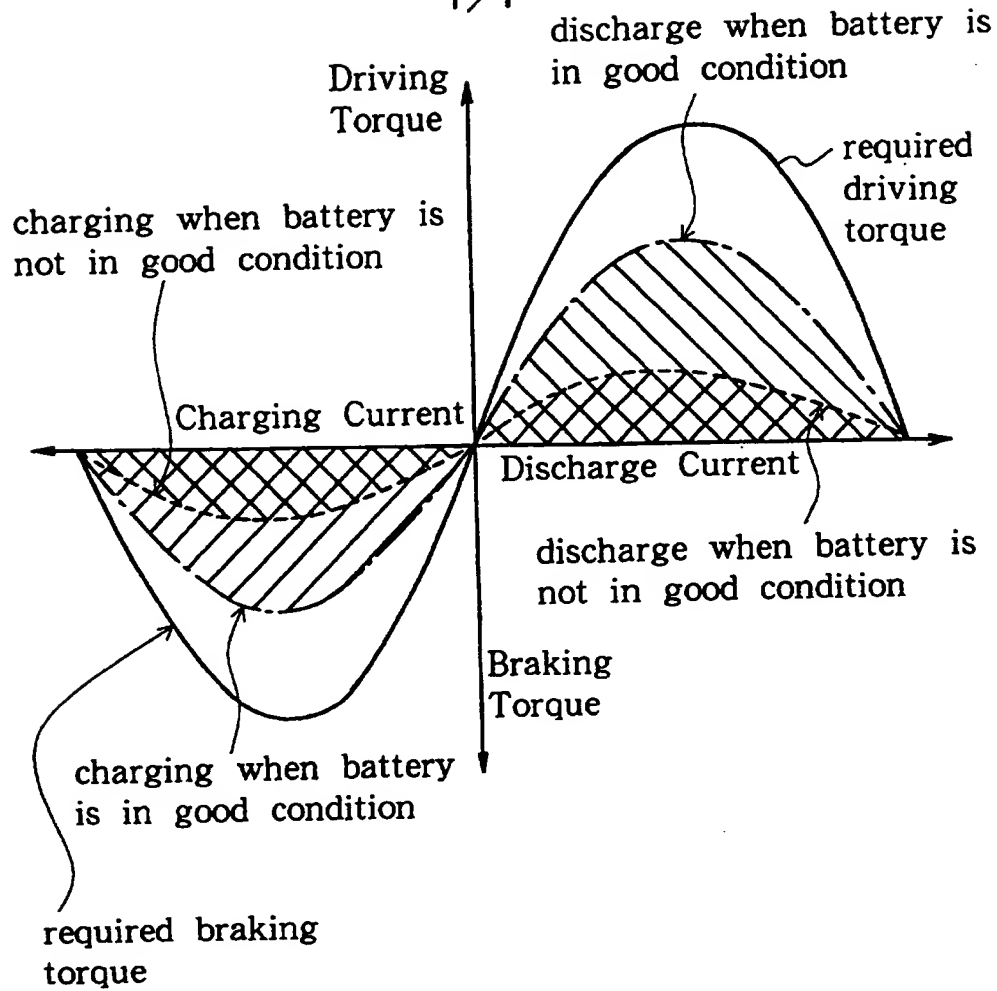 discharge when battery is
in good condition
Driving
Torque
required
driving
torque
charging when battery is
not in good condition
Charging Current
Discharge Current
discharge when battery is
not in good condition
Braking
Torque
charging when battery
is in good condition
required braking
torque